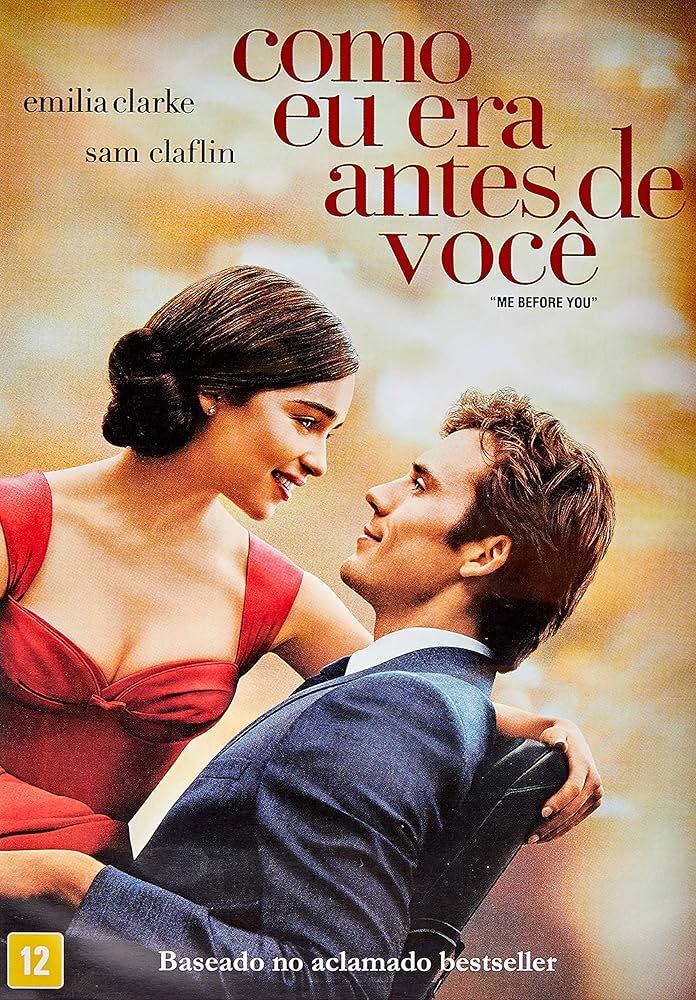 emilia clarke
sam claflin
como
eu era
antes de
você
"ME BEFORE YOU"
12
Baseado no aclamado bestseller